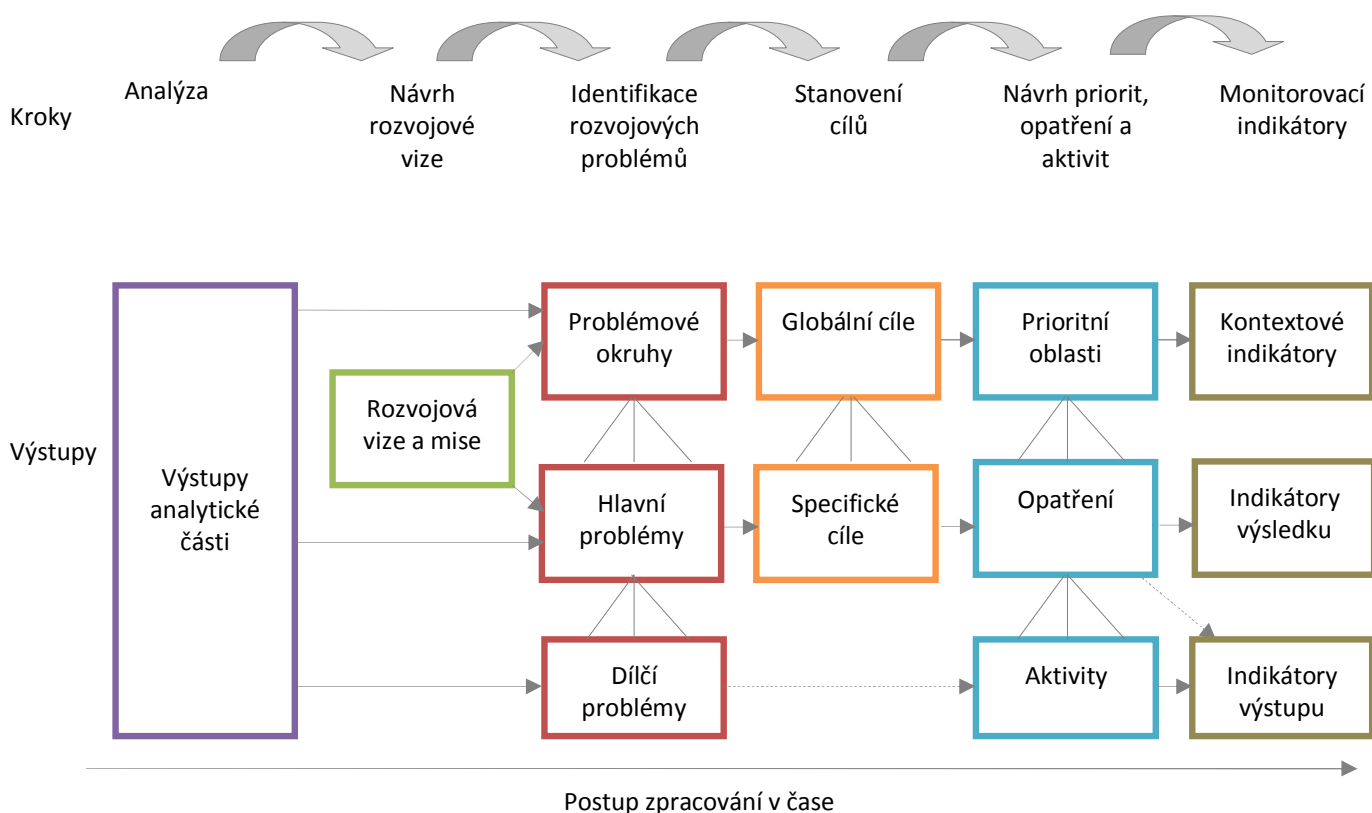 Kroky
Analýza
Návrh
rozvojové
vize
Identifikace
rozvojových
problémů
Stanovení
cílů
Návrh priorit,
opatření a
aktivit
Monitorovací
indikátory
Výstupy
Výstupy
analytické
části
Rozvojová
vize a mise
Problémové
okruhy
Hlavní
problémy
Dílčí
problémy
Globální cíle
Specifické
cíle
Prioritní
oblasti
Opatření
Aktivity
Kontextové
indikátory
Indikátory
výsledku
Indikátory
výstupu
Postup zpracování v čase